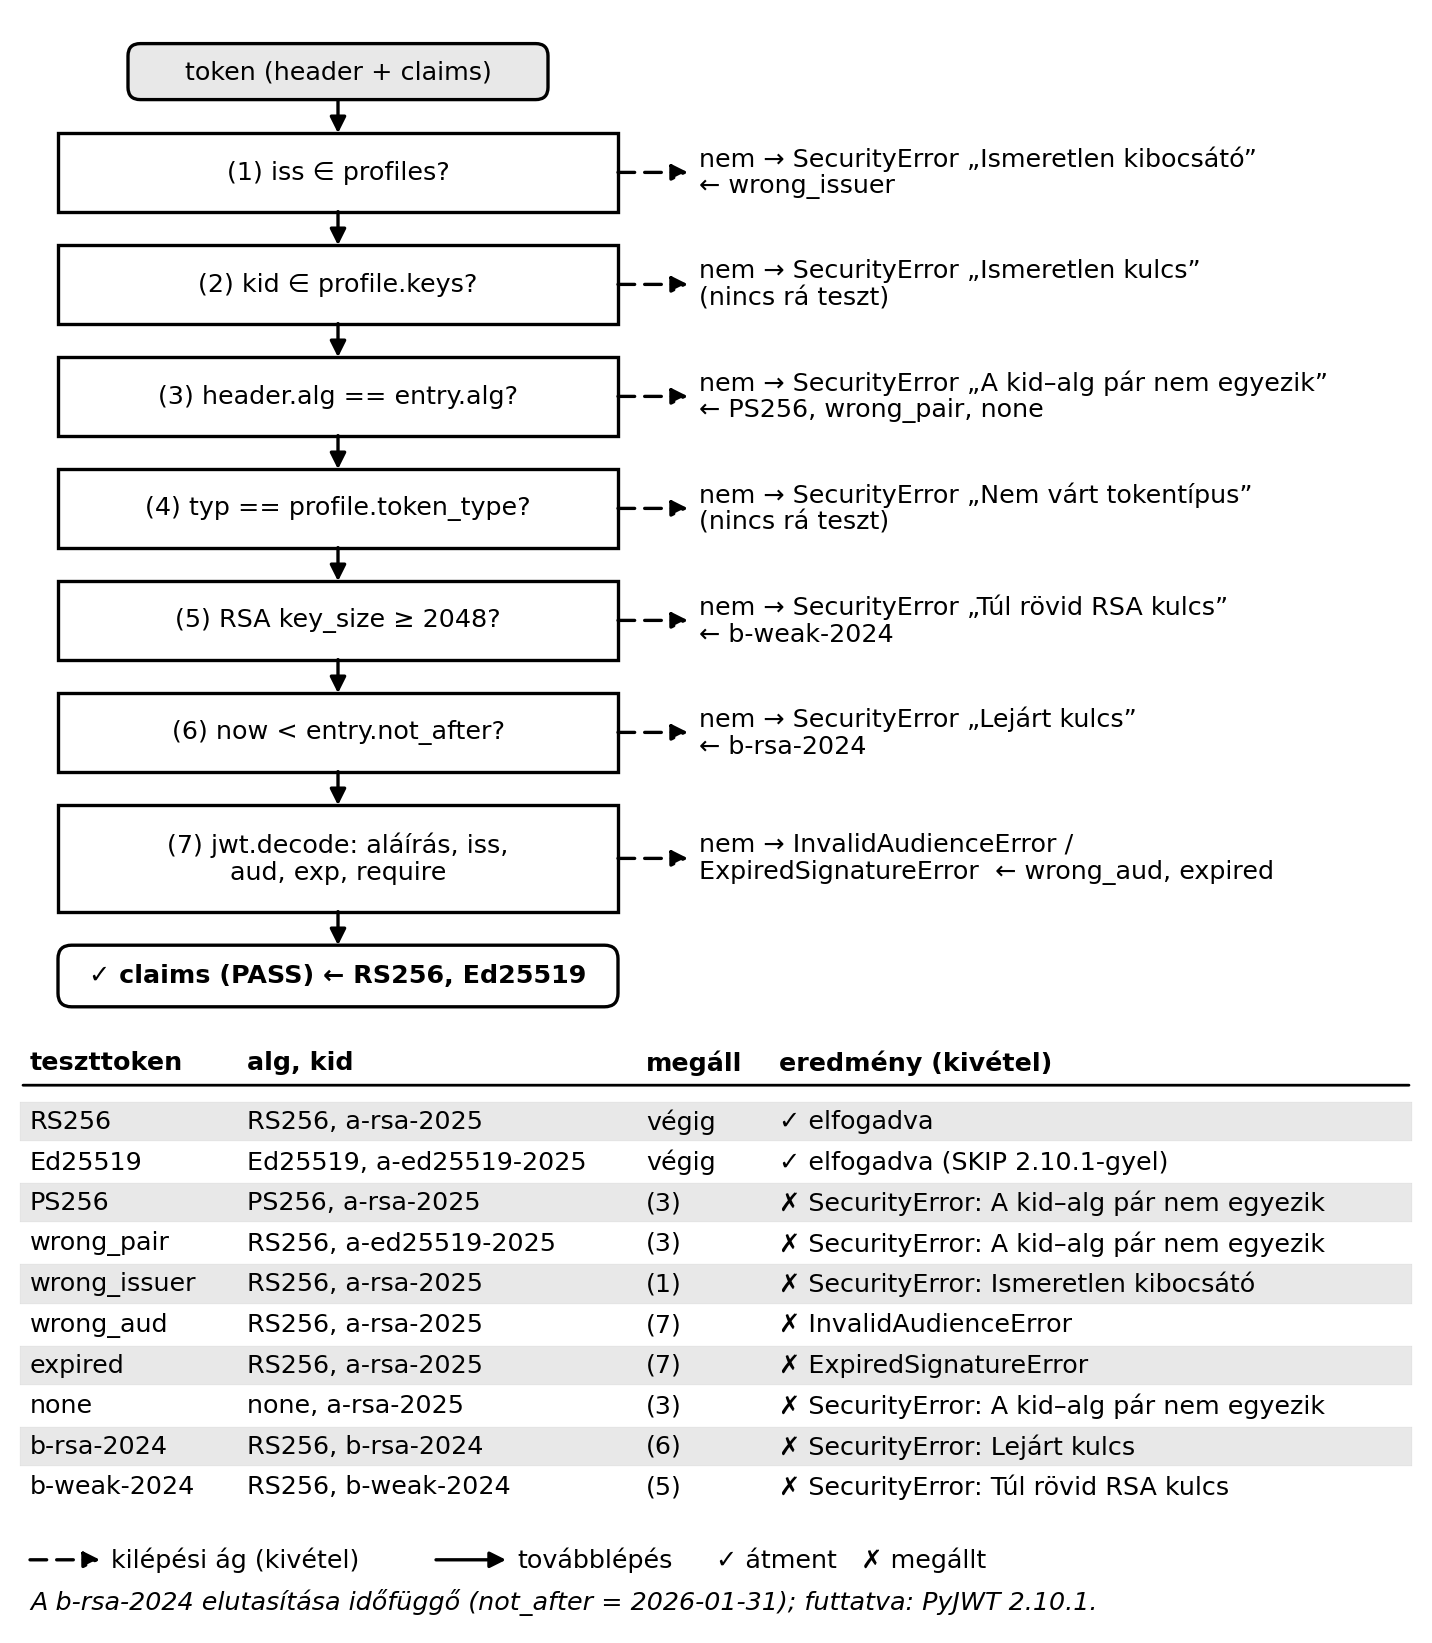 token (header + claims)
(1) iss ∈ profiles?
nem → SecurityError „Ismeretlen kibocsátó”
← wrong_issuer
(2) kid ∈ profile.keys?
nem → SecurityError „Ismeretlen kulcs”
(nincs rá teszt)
(3) header.alg == entry.alg?
nem → SecurityError „A kid–alg pár nem egyezik”
← PS256, wrong_pair, none
(4) typ == profile.token_type?
nem → SecurityError „Nem várt tokentípus”
(nincs rá teszt)
(5) RSA key_size ≥ 2048?
nem → SecurityError „Túl rövid RSA kulcs”
← b-weak-2024
(6) now < entry.not_after?
nem → SecurityError „Lejárt kulcs”
← b-rsa-2024
(7) jwt.decode: aláírás, iss,
aud, exp, require
nem → InvalidAudienceError /
ExpiredSignatureError ← wrong_aud, expired
✓ claims (PASS) ← RS256, Ed25519
teszttoken alg, kid megáll eredmény (kivétel)
RS256 RS256, a-rsa-2025 végig ✓ elfogadva
Ed25519 Ed25519, a-ed25519-2025 végig ✓ elfogadva (SKIP 2.10.1-gyel)
PS256 PS256, a-rsa-2025 (3) ✗ SecurityError: A kid–alg pár nem egyezik
wrong_pair RS256, a-ed25519-2025 (3) ✗ SecurityError: A kid–alg pár nem egyezik
wrong_issuer RS256, a-rsa-2025 (1) ✗ SecurityError: Ismeretlen kibocsátó
wrong_aud RS256, a-rsa-2025 (7) ✗ InvalidAudienceError
expired RS256, a-rsa-2025 (7) ✗ ExpiredSignatureError
none none, a-rsa-2025 (3) ✗ SecurityError: A kid–alg pár nem egyezik
b-rsa-2024 RS256, b-rsa-2024 (6) ✗ SecurityError: Lejárt kulcs
b-weak-2024 RS256, b-weak-2024 (5) ✗ SecurityError: Túl rövid RSA kulcs
kilépési ág (kivétel) továbblépés ✓ átment ✗ megállt
A b-rsa-2024 elutasítása időfüggő (not_after = 2026-01-31); futtatva: PyJWT 2.10.1.